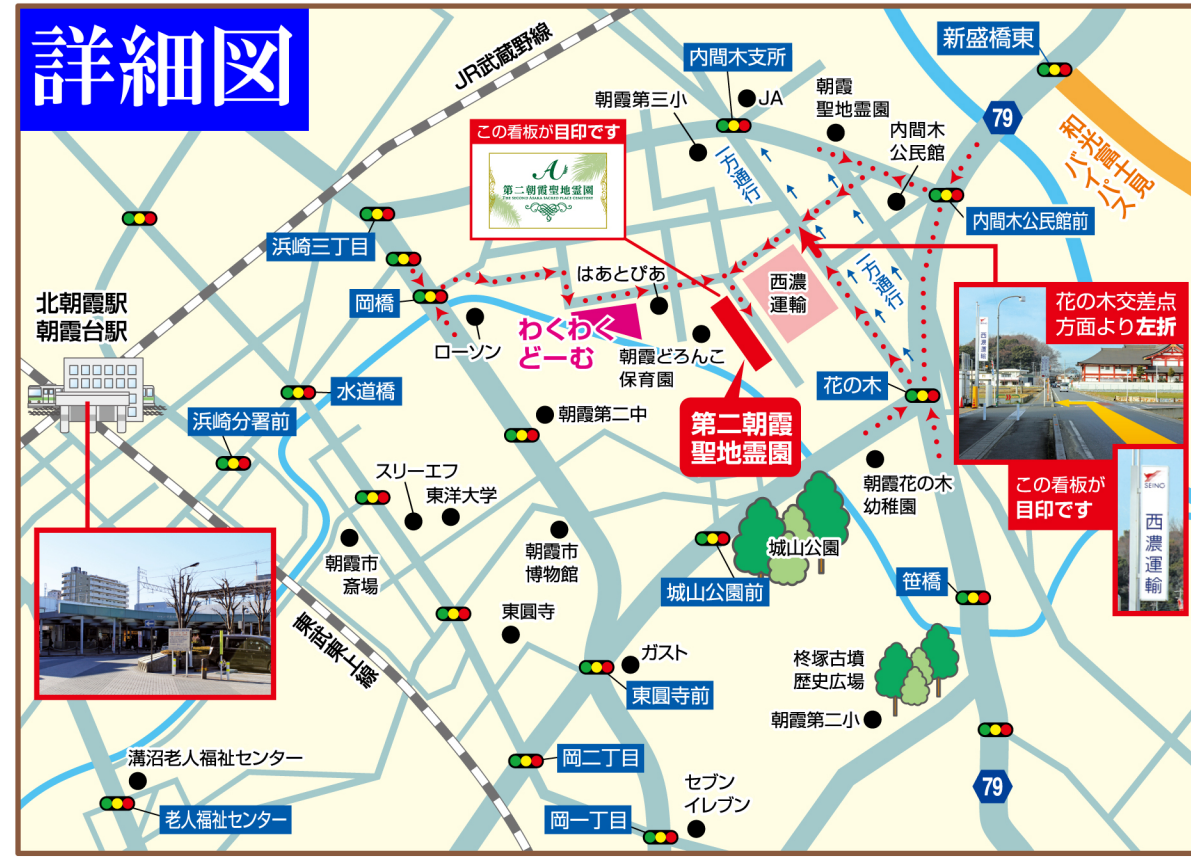 詳細図
JR武蔵野線
内間木支所
新盛橋東
JA
朝霞第三小
朝霞
聖地霊園
内間木
公民館
79
和光富士見
バイパス
この看板が目印です
A
第二朝霞聖地霊園
THE SECOND ASAKA SACRED PLACE CEMETERY
一方通行
内間木公民館前
浜崎三丁目
はあとぴあ
西濃
運輸
一方通行
北朝霞駅
朝霞台駅
岡橋
ローソン
わくわく
どーむ
朝霞どろんこ
保育園
花の木交差点
方面より左折
西濃運輸
水道橋
花の木
浜崎分署前
朝霞第二中
第二朝霞
聖地霊園
スリーエフ
東洋大学
朝霞花の木
幼稚園
この看板が
目印です
SEINO
西濃運輸
朝霞市
斎場
朝霞市
博物館
城山公園
城山公園前
笹橋
東武東上線
東圓寺
ガスト
東圓寺前
柊塚古墳
歴史広場
朝霞第二小
溝沼老人福祉センター
岡二丁目
79
セブン
イレブン
老人福祉センター
岡一丁目